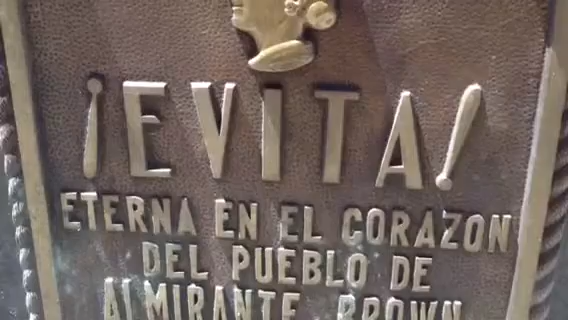 ¡EVITA!
ETERNA EN EL CORAZON
DEL PUEBLO DE
ALMIRANTE BROWN